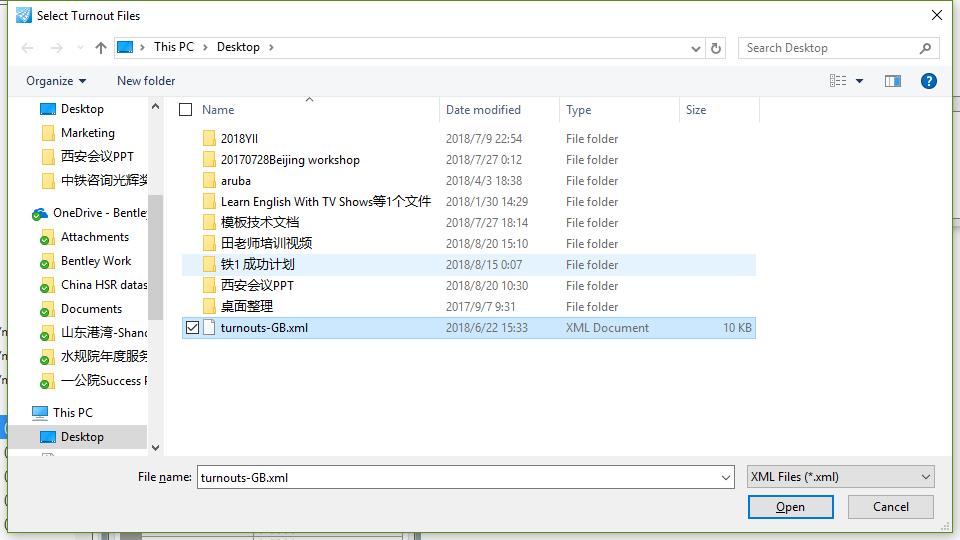 Select Turnout Files
This PC > Desktop >
Search Desktop
Organize
New folder
Name
Date modified
Type
Size
Desktop
Marketing
西安会议PPT
中铁咨询光辉奖
OneDrive - Bentley
Attachments
Bentley Work
China HSR datas
Documents
山东港湾-Shand
水规院年度服务
一公院Success P
This PC
Desktop
2018YII 2018/7/9 22:54 File folder
20170728Beijing workshop 2018/7/27 0:12 File folder
aruba 2018/4/3 18:38 File folder
Learn English With TV Shows等1个文件 2018/1/30 14:29 File folder
模板技术文档 2018/7/27 18:14 File folder
田老师培训视频 2018/8/20 15:10 File folder
铁1 成功计划 2018/8/15 0:07 File folder
西安会议PPT 2018/8/20 10:30 File folder
桌面整理 2017/9/7 9:31 File folder
turnouts-GB.xml 2018/6/22 15:33 XML Document 10 KB
File name: turnouts-GB.xml
XML Files (*.xml)
Open
Cancel